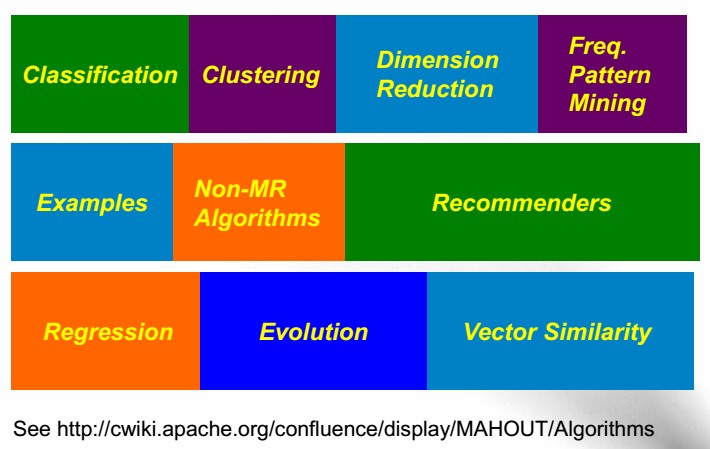 Classification
Clustering
Dimension
Reduction
Freq.
Pattern
Mining
Examples
Non-MR
Algorithms
Recommenders
Regression
Evolution
Vector Similarity
See http://cwiki.apache.org/confluence/display/MAHOUT/Algorithms